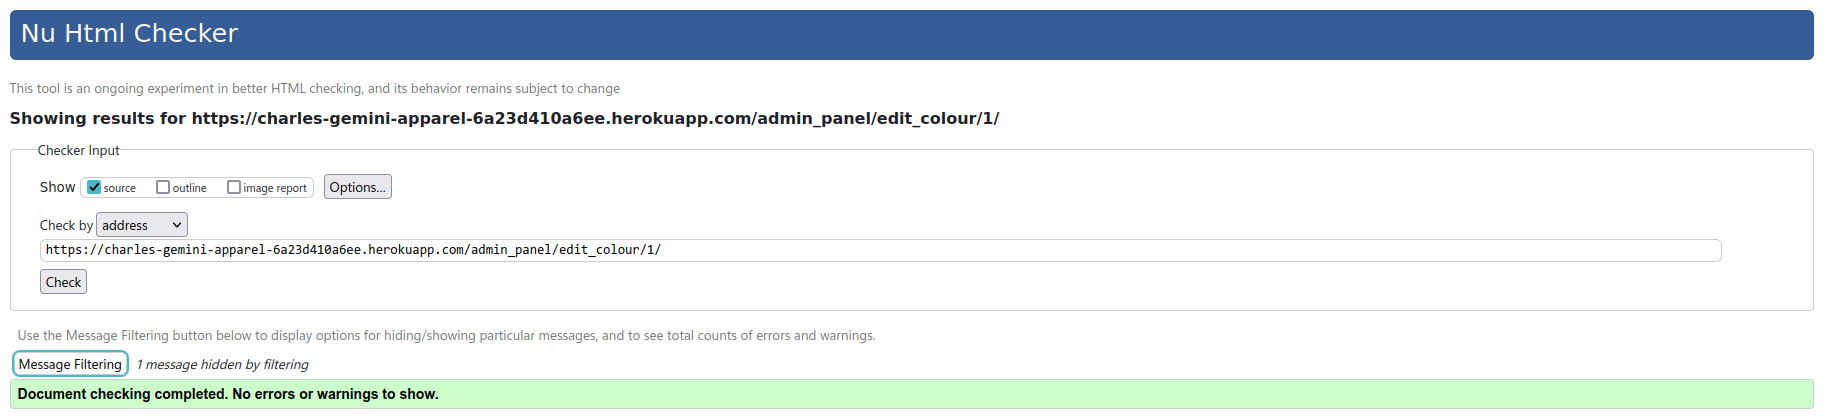 Nu Html Checker
This tool is an ongoing experiment in better HTML checking, and its behavior remains subject to change
Showing results for https://charles-gemini-apparel-6a23d410a6ee.herokuapp.com/admin_panel/edit_colour/1/
Checker Input
Show source outline image report Options...
Check by address
https://charles-gemini-apparel-6a23d410a6ee.herokuapp.com/admin_panel/edit_colour/1/
Check
Use the Message Filtering button below to display options for hiding/showing particular messages, and to see total counts of errors and warnings.
Message Filtering 1 message hidden by filtering
Document checking completed. No errors or warnings to show.